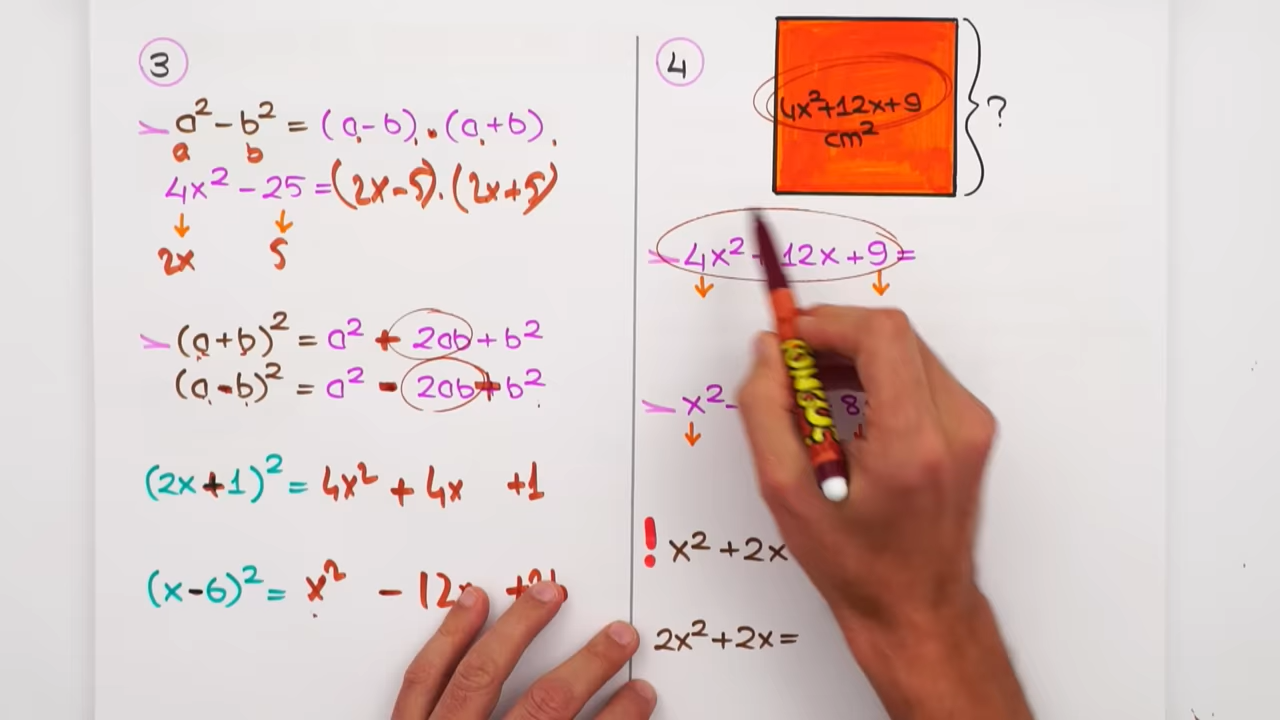 3
a² - b² = (a-b) . (a+b)
a b
4x² - 25 = (2x-5) . (2x+5)
↓ ↓
2x 5
(a+b)² = a² + 2ab + b²
(a-b)² = a² - 2ab + b²
(2x+1)² = 4x² + 4x +1
(x-6)² = x² - 12x
4
4x²+12x+9
cm²
?
4x² + 12x + 9 =
↓ ↓
x² - 8
↓
! x² + 2x
2x² + 2x =